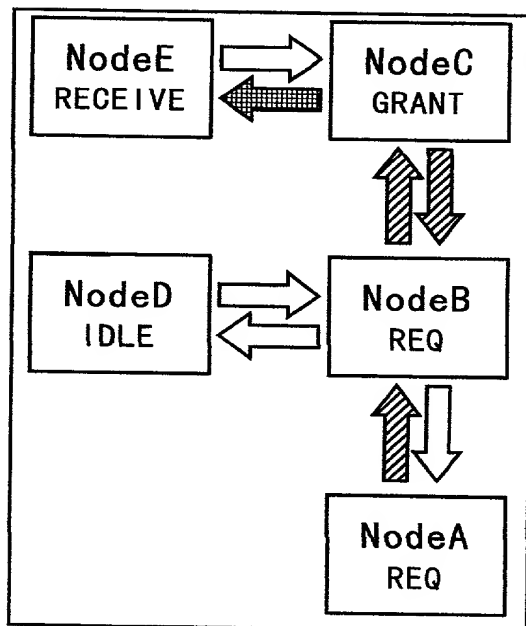 NodeE
RECEIVE
NodeC
GRANT
NodeD
IDLE
NodeB
REQ
NodeA
REQ